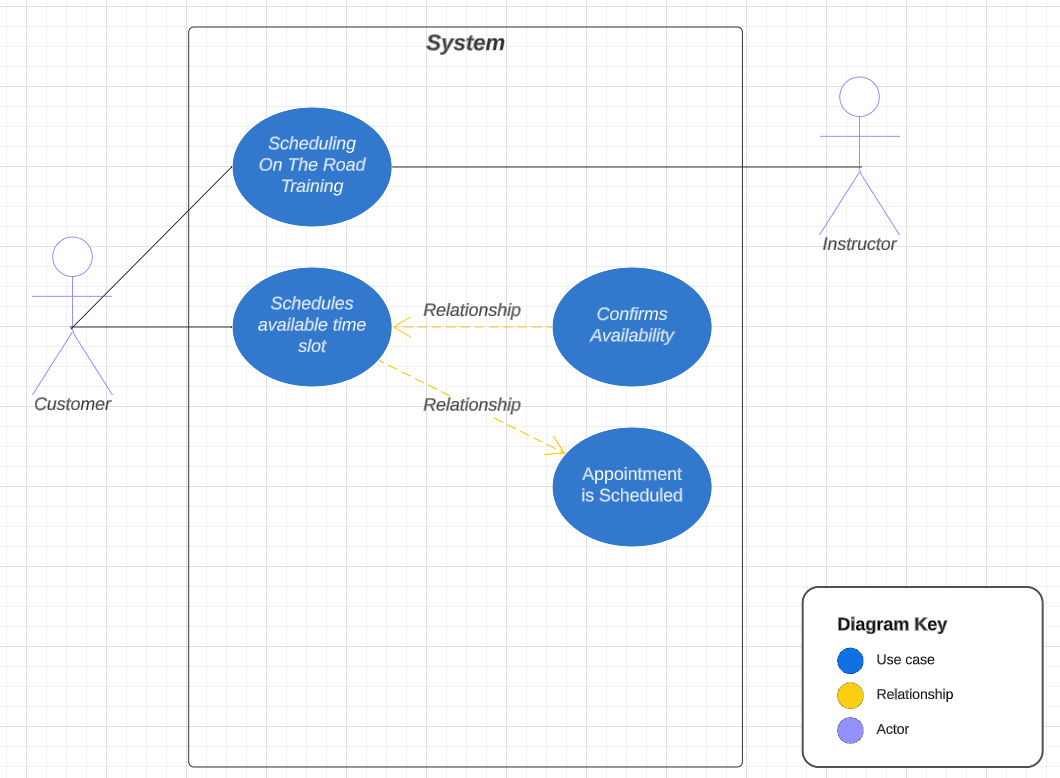 System
Scheduling
On The Road
Training
Instructor
Schedules
available time
slot
Relationship
Confirms
Availability
Customer
Relationship
Appointment
is Scheduled
Diagram Key
Use case
Relationship
Actor